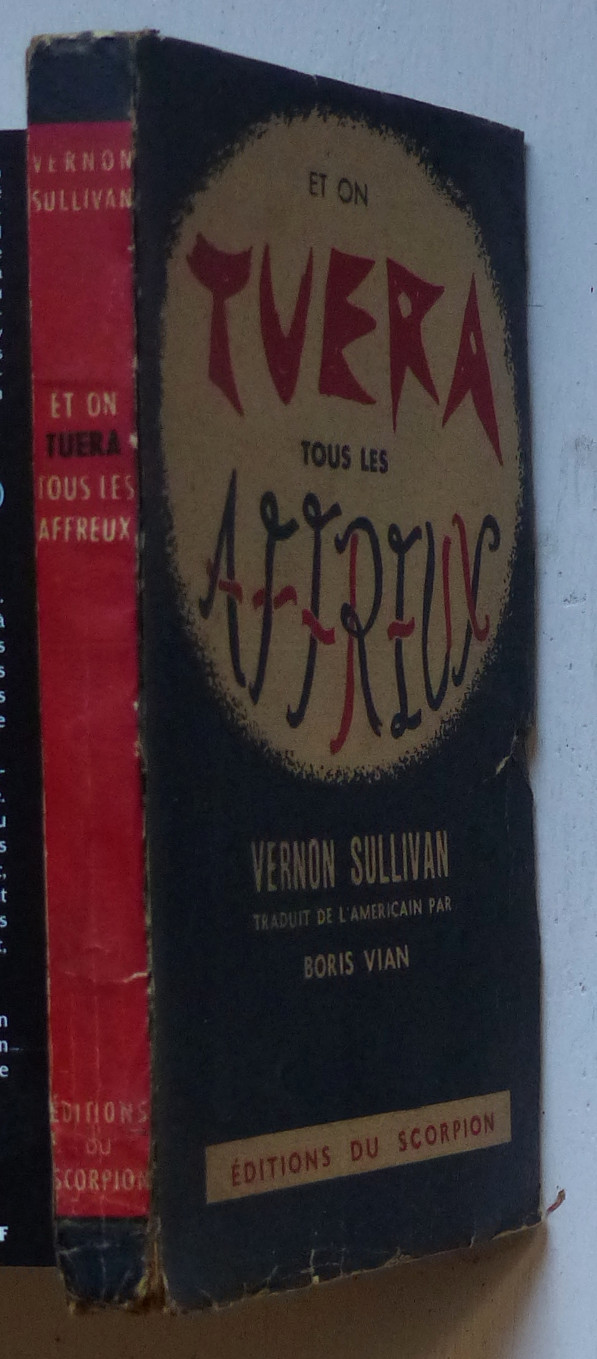 VERNON
SULLIVAN
ET ON
TUERA
TOUS LES
AFFREUX
ÉDITIONS
DU
SCORPION
ET ON
TUERA
TOUS LES
AFFREUX
VERNON SULLIVAN
TRADUIT DE L'AMERICAIN PAR
BORIS VIAN
ÉDITIONS DU SCORPION